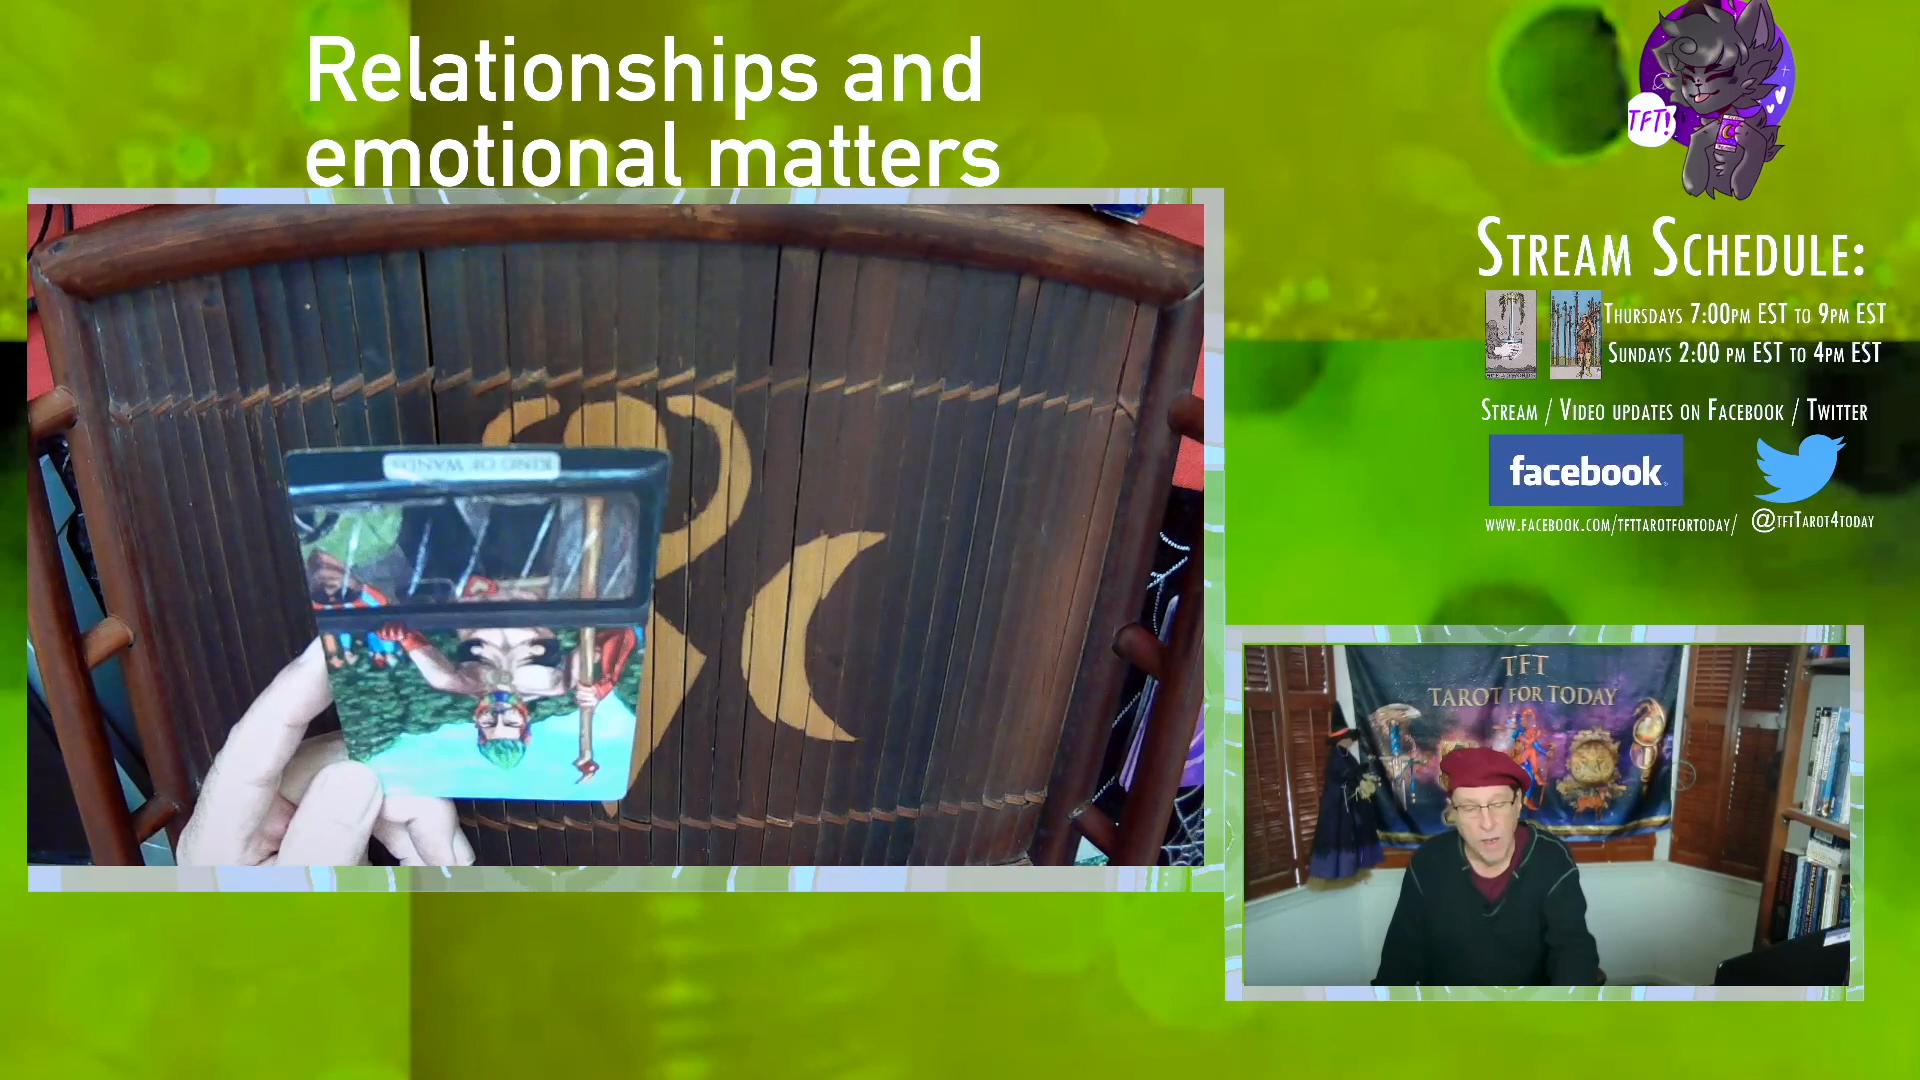 Relationships and
emotional matters
TFT!
STREAM SCHEDULE:
THURSDAYS 7:00PM EST TO 9PM EST
SUNDAYS 2:00 PM EST TO 4PM EST
STREAM / VIDEO UPDATES ON FACEBOOK / TWITTER
facebook
WWW.FACEBOOK.COM/TFTTAROTFORTODAY/
@TFTTAROT4TODAY
KING OF WANDS
TFT
TAROT FOR TODAY